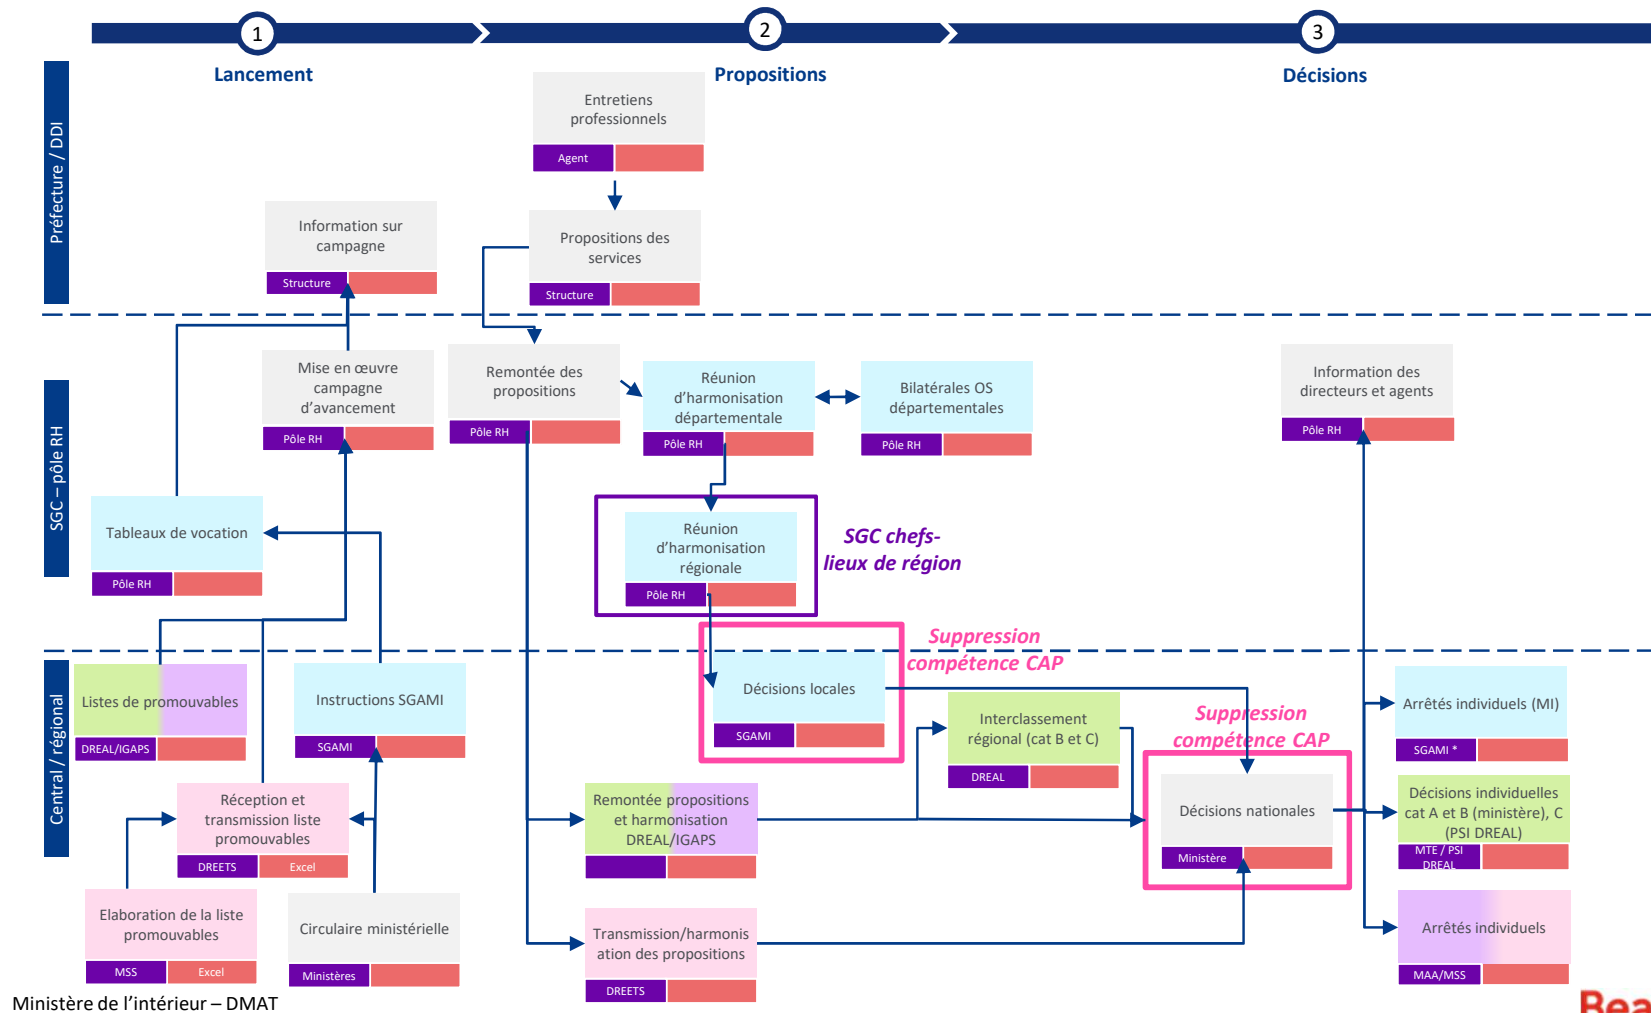 1
2
3
Lancement
Propositions
Décisions
Préfecture / DDI
Entretiens
professionnels
Agent
Information sur
campagne
Structure
Propositions des
services
Structure
SGC – pôle RH
Mise en œuvre
campagne
d'avancement
Pôle RH
Remontée des
propositions
Pôle RH
Réunion
d'harmonisation
départementale
Pôle RH
Bilatérales OS
départementales
Pôle RH
Information des
directeurs et agents
Pôle RH
Tableaux de vocation
Pôle RH
Réunion
d'harmonisation
régionale
Pôle RH
SGC chefs-
lieux de région
Central / régional
Suppression
compétence CAP
Listes de promouvables
DREAL/IGAPS
Instructions SGAMI
SGAMI
Décisions locales
SGAMI
Interclassement
régional (cat B et C)
DREAL
Suppression
compétence CAP
Arrêtés individuels (MI)
SGAMI *
Réception et
transmission liste
promouvables
DREETS
Excel
Remontée propositions
et harmonisation
DREAL/IGAPS
Décisions nationales
Ministère
Décisions individuelles
cat A et B (ministère), C
(PSI DREAL)
MTE / PSI
DREAL
Elaboration de la liste
promouvables
MSS
Excel
Circulaire ministérielle
Ministères
Transmission/harmonis
ation des propositions
DREETS
Arrêtés individuels
MAA/MSS
Ministère de l'intérieur – DMAT
Bea